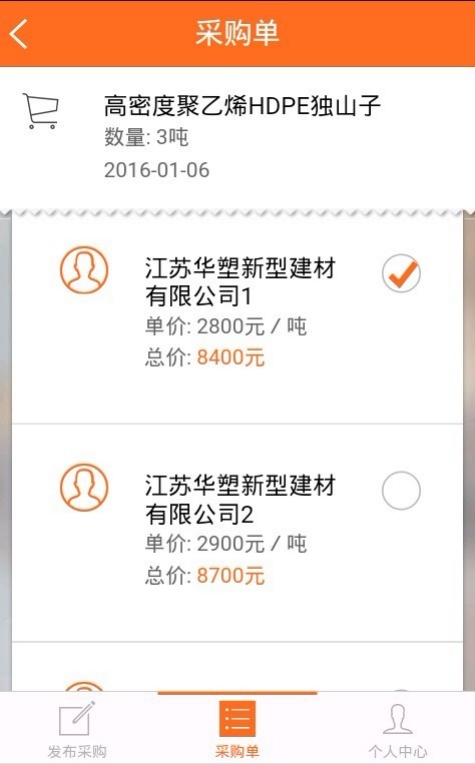 采购单
高密度聚乙烯HDPE独山子
数量: 3吨
2016-01-06
江苏华塑新型建材
有限公司1
单价: 2800元 / 吨
总价: 8400元
江苏华塑新型建材
有限公司2
单价: 2900元 / 吨
总价: 8700元
发布采购
采购单
个人中心